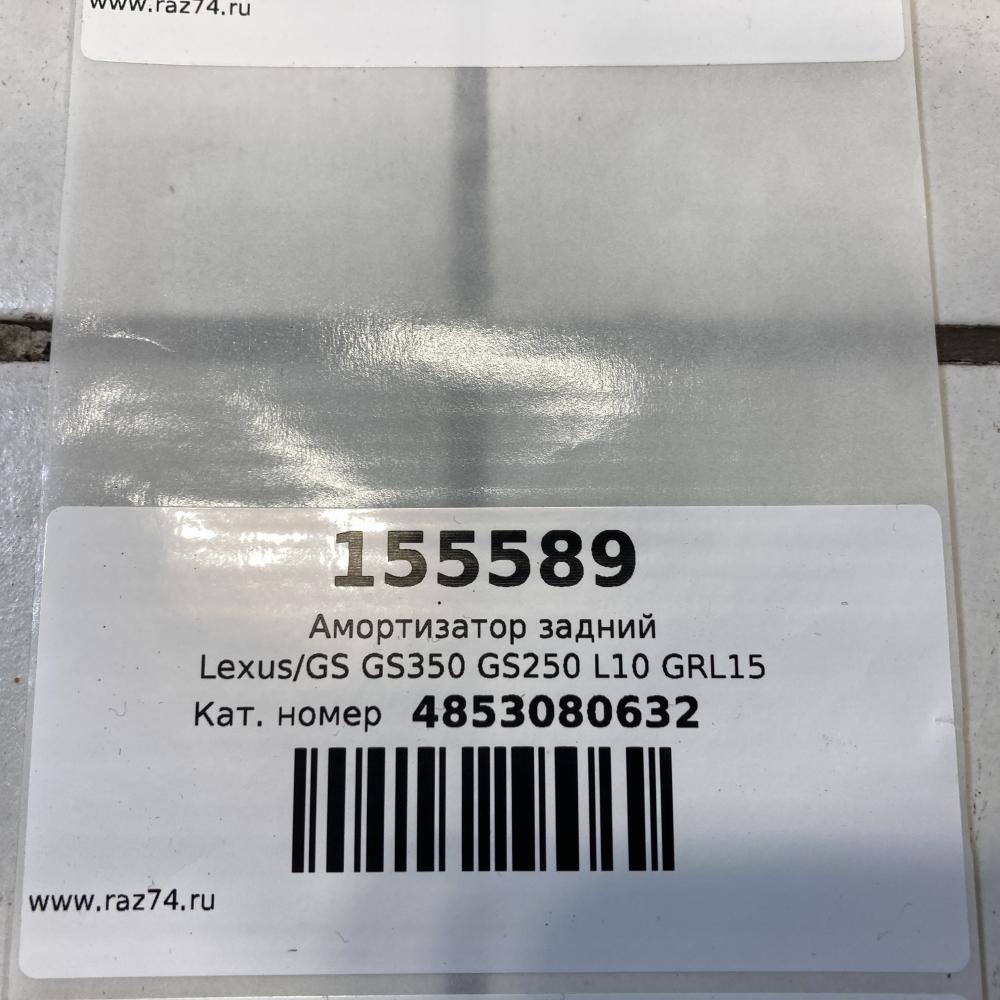 www.raz74.ru
155589
Амортизатор задний
Lexus/GS GS350 GS250 L10 GRL15
Кат. номер 4853080632
www.raz74.ru